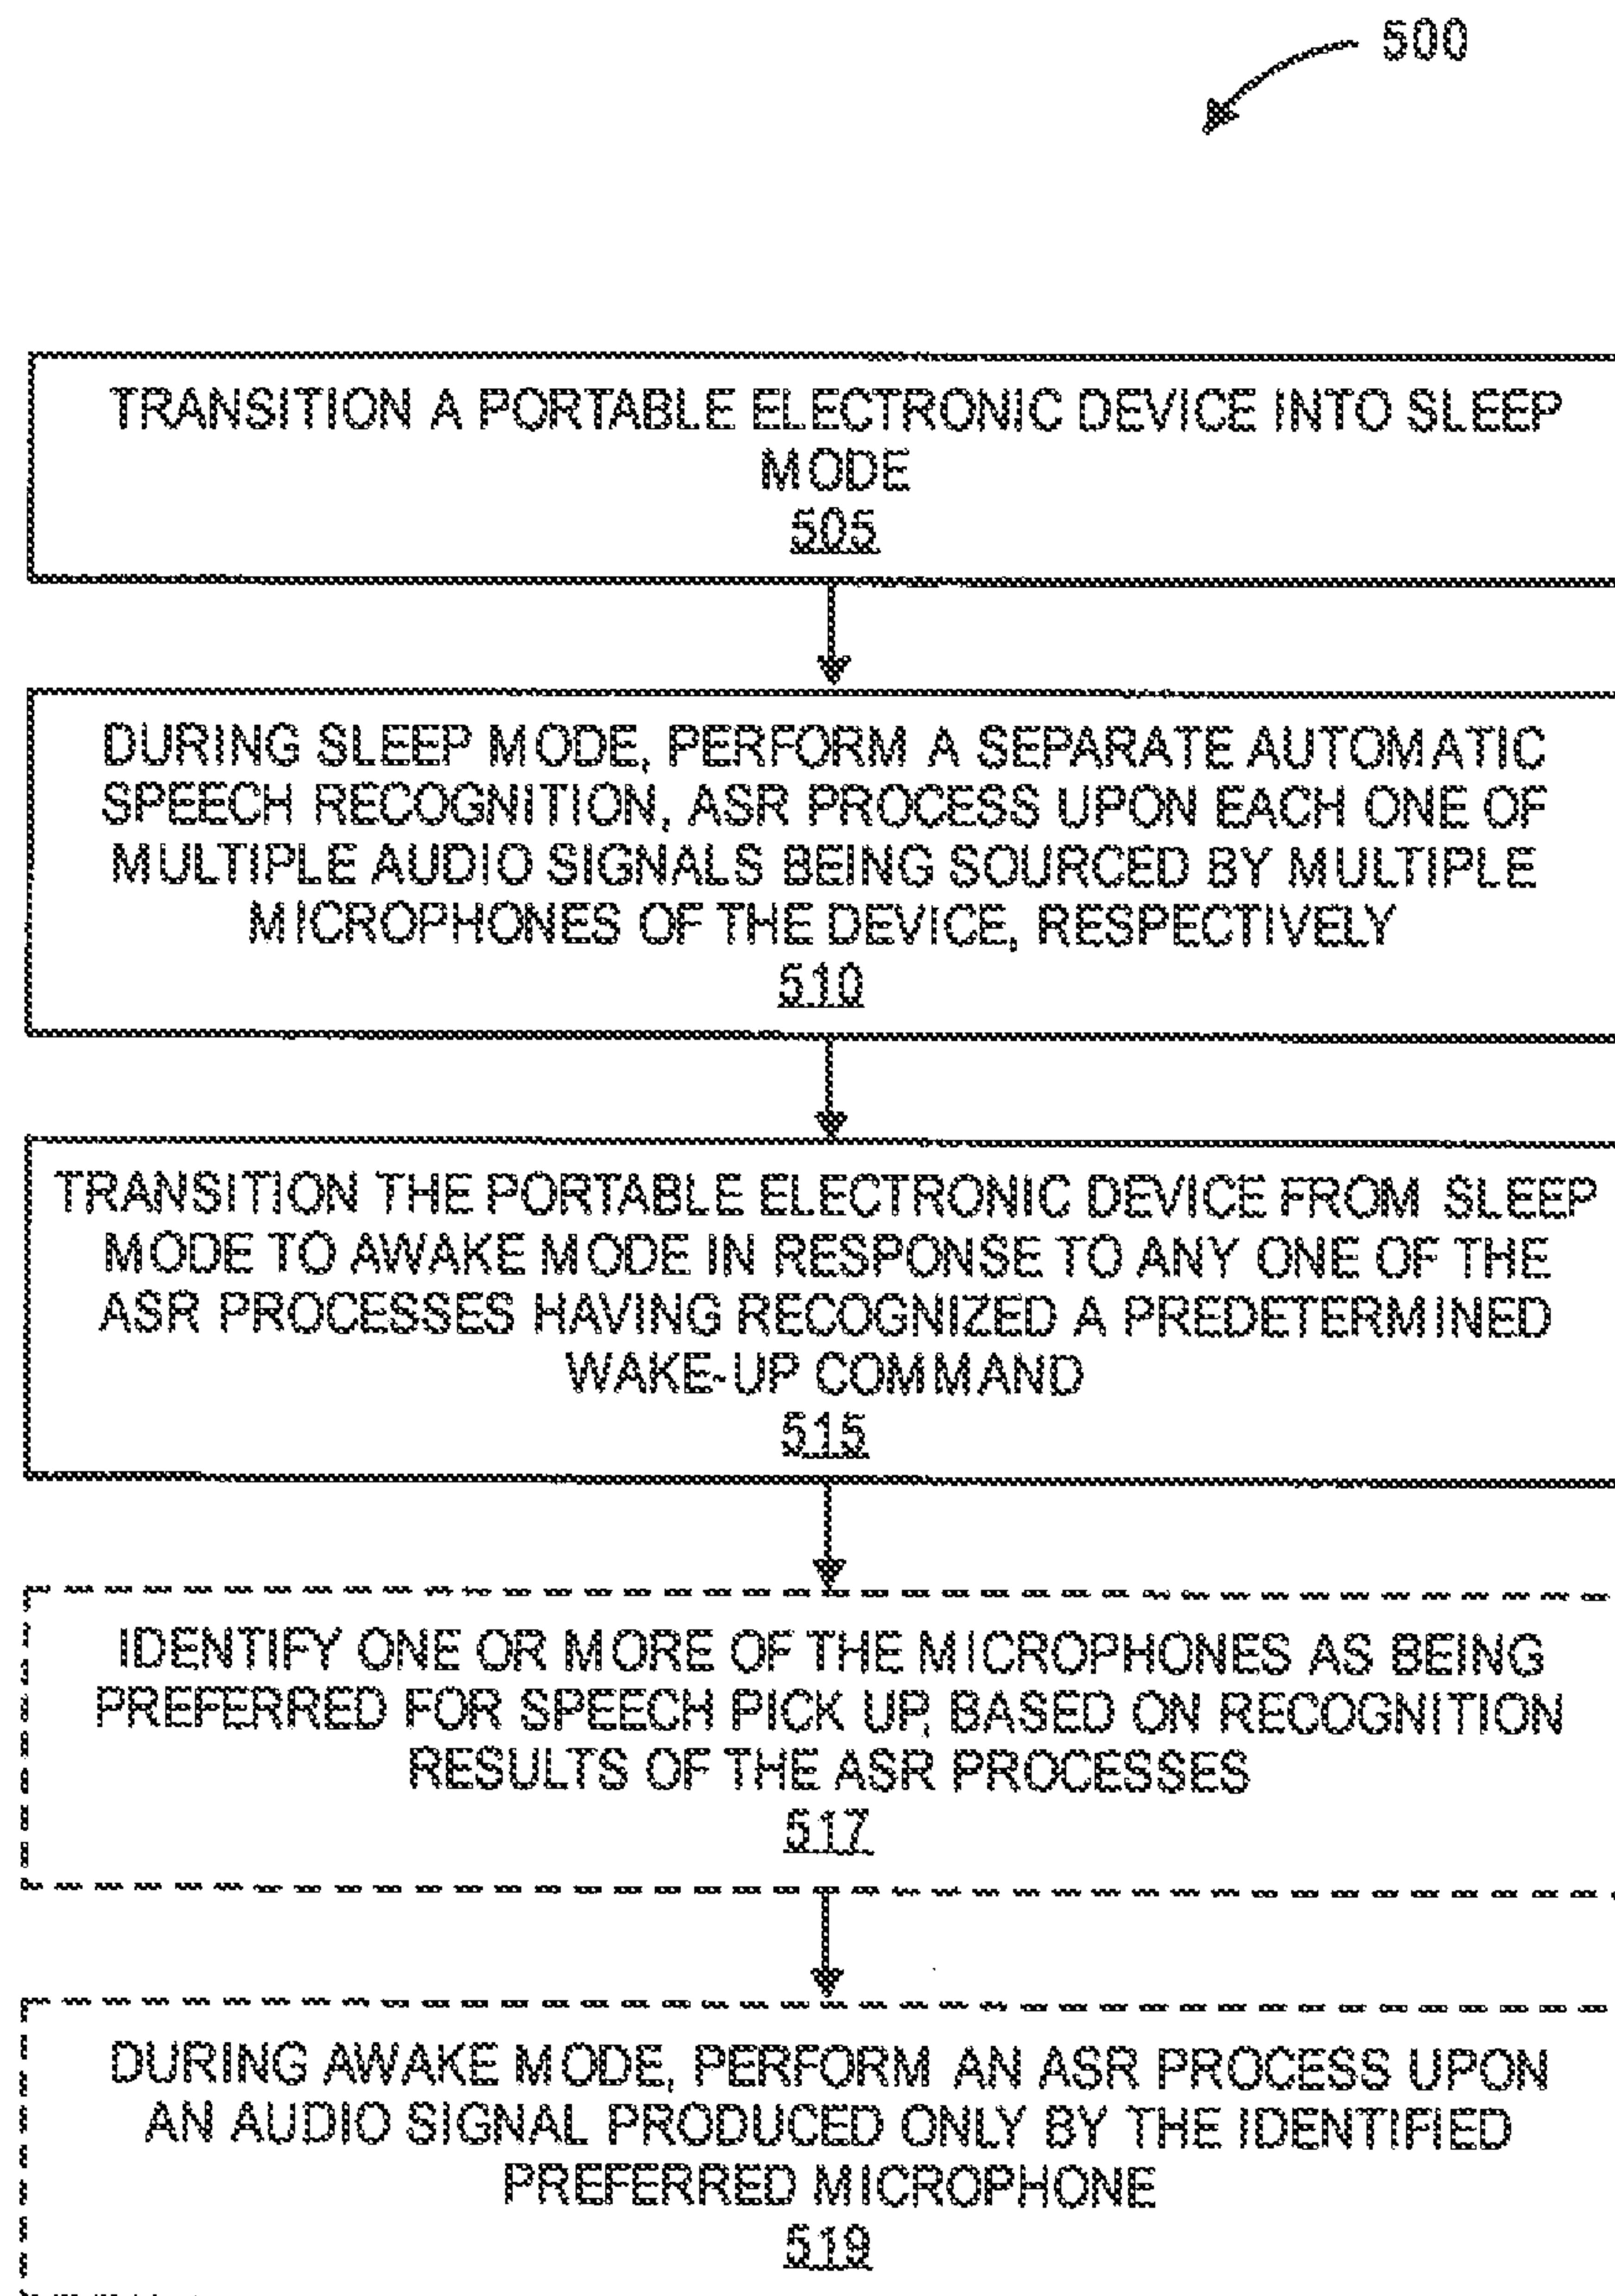 500
TRANSITION A PORTABLE ELECTRONIC DEVICE INTO SLEEP
MODE
505
DURING SLEEP MODE, PERFORM A SEPARATE AUTOMATIC
SPEECH RECOGNITION, ASR PROCESS UPON EACH ONE OF
MULTIPLE AUDIO SIGNALS BEING SOURCED BY MULTIPLE
MICROPHONES OF THE DEVICE, RESPECTIVELY
510
TRANSITION THE PORTABLE ELECTRONIC DEVICE FROM SLEEP
MODE TO AWAKE MODE IN RESPONSE TO ANY ONE OF THE
ASR PROCESSES HAVING RECOGNIZED A PREDETERMINED
WAKE-UP COMMAND
515
IDENTIFY ONE OR MORE OF THE MICROPHONES AS BEING
PREFERRED FOR SPEECH PICK UP, BASED ON RECOGNITION
RESULTS OF THE ASR PROCESSES
517
DURING AWAKE MODE, PERFORM AN ASR PROCESS UPON
AN AUDIO SIGNAL PRODUCED ONLY BY THE IDENTIFIED
PREFERRED MICROPHONE
519